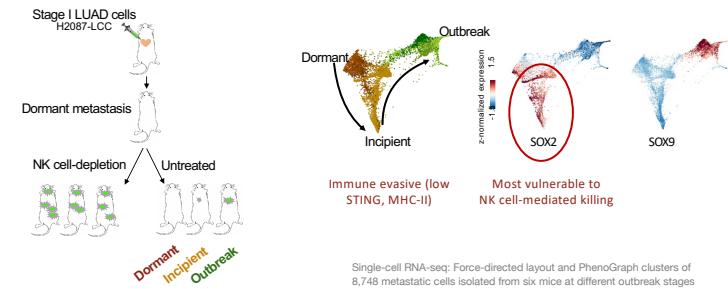 Stage I LUAD cells
H2087-LCC
Dormant metastasis
NK cell-depletion
Untreated
Dormant
Incipient
Outbreak
Dormant
Outbreak
Incipient
z-normalized expression
1.5
SOX2
SOX9
Immune evasive (low
STING, MHC-II)
Most vulnerable to
NK cell-mediated killing
Single-cell RNA-seq: Force-directed layout and PhenoGraph clusters of
8,748 metastatic cells isolated from six mice at different outbreak stages